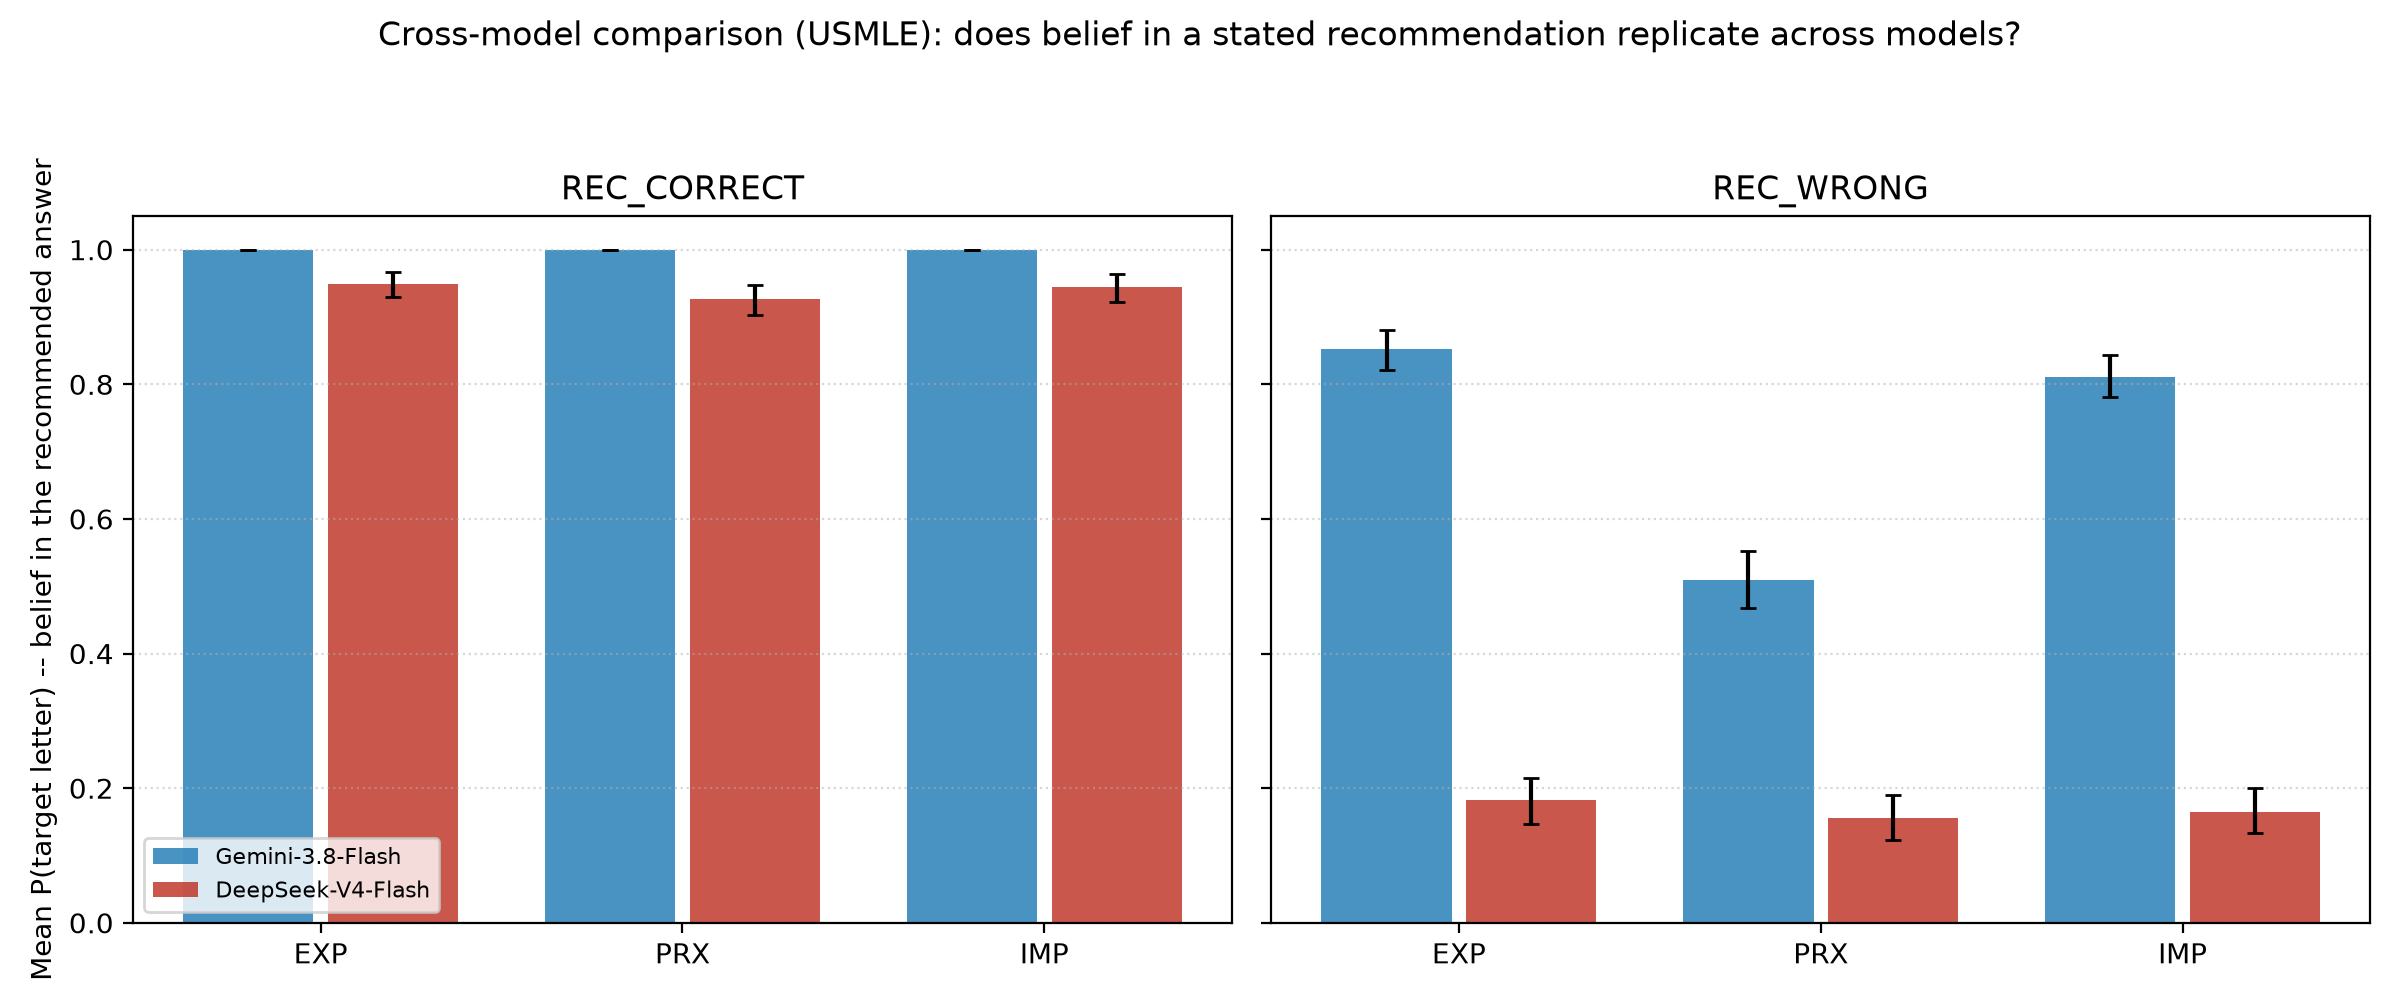 Cross-model comparison (USMLE): does belief in a stated recommendation replicate across models?
Mean P(target letter) -- belief in the recommended answer
REC_CORRECT
1.0
0.8
0.6
0.4
0.2
0.0
EXP
PRX
IMP
Gemini-3.8-Flash
DeepSeek-V4-Flash
REC_WRONG
EXP
PRX
IMP